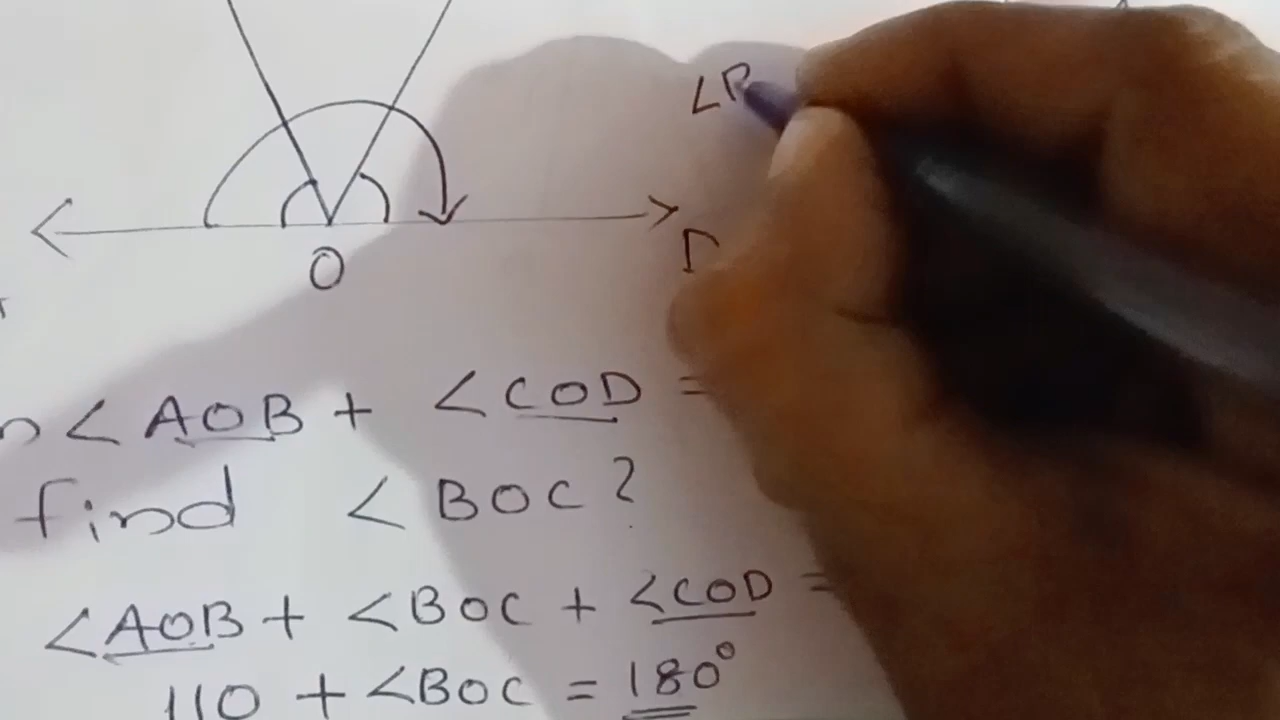 ∠B
O
<AOB + <COD =
find <BOC?
<AOB + <BOC + <COD =
110 + <BOC = 180°